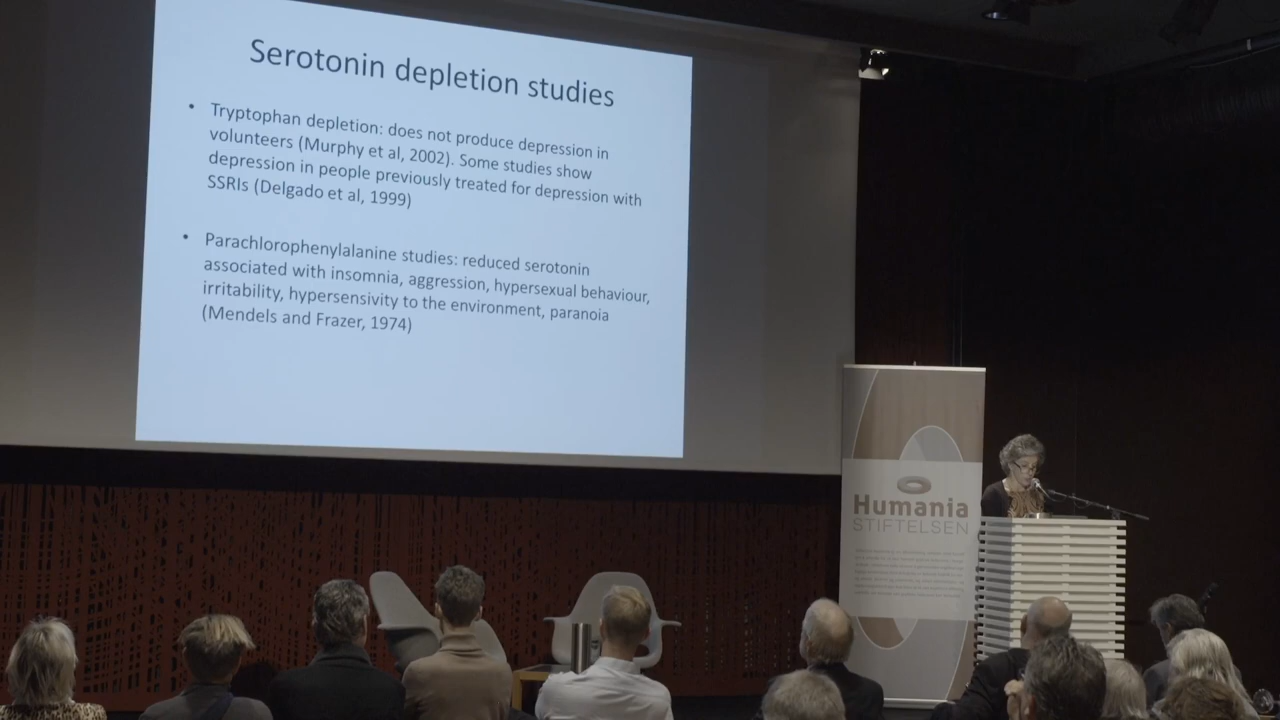 Serotonin depletion studies
• Tryptophan depletion: does not produce depression in
volunteers (Murphy et al, 2002). Some studies show
depression in people previously treated for depression with
SSRIs (Delgado et al, 1999)
• Parachlorophenylalanine studies: reduced serotonin
associated with insomnia, aggression, hypersexual behaviour,
irritability, hypersensivity to the environment, paranoia
(Mendels and Frazer, 1974)
Humania
STIFTELSEN